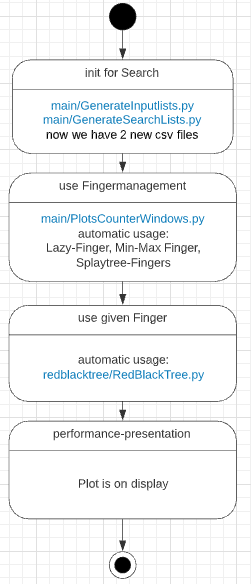 init for Search
main/GenerateInputlists.py
main/GenerateSearchLists.py
now we have 2 new csv files
use Fingermanagement
main/PlotsCounterWindows.py
automatic usage:
Lazy-Finger, Min-Max Finger,
Splaytree-Fingers
use given Finger
automatic usage:
redblacktree/RedBlackTree.py
performance-presentation
Plot is on display